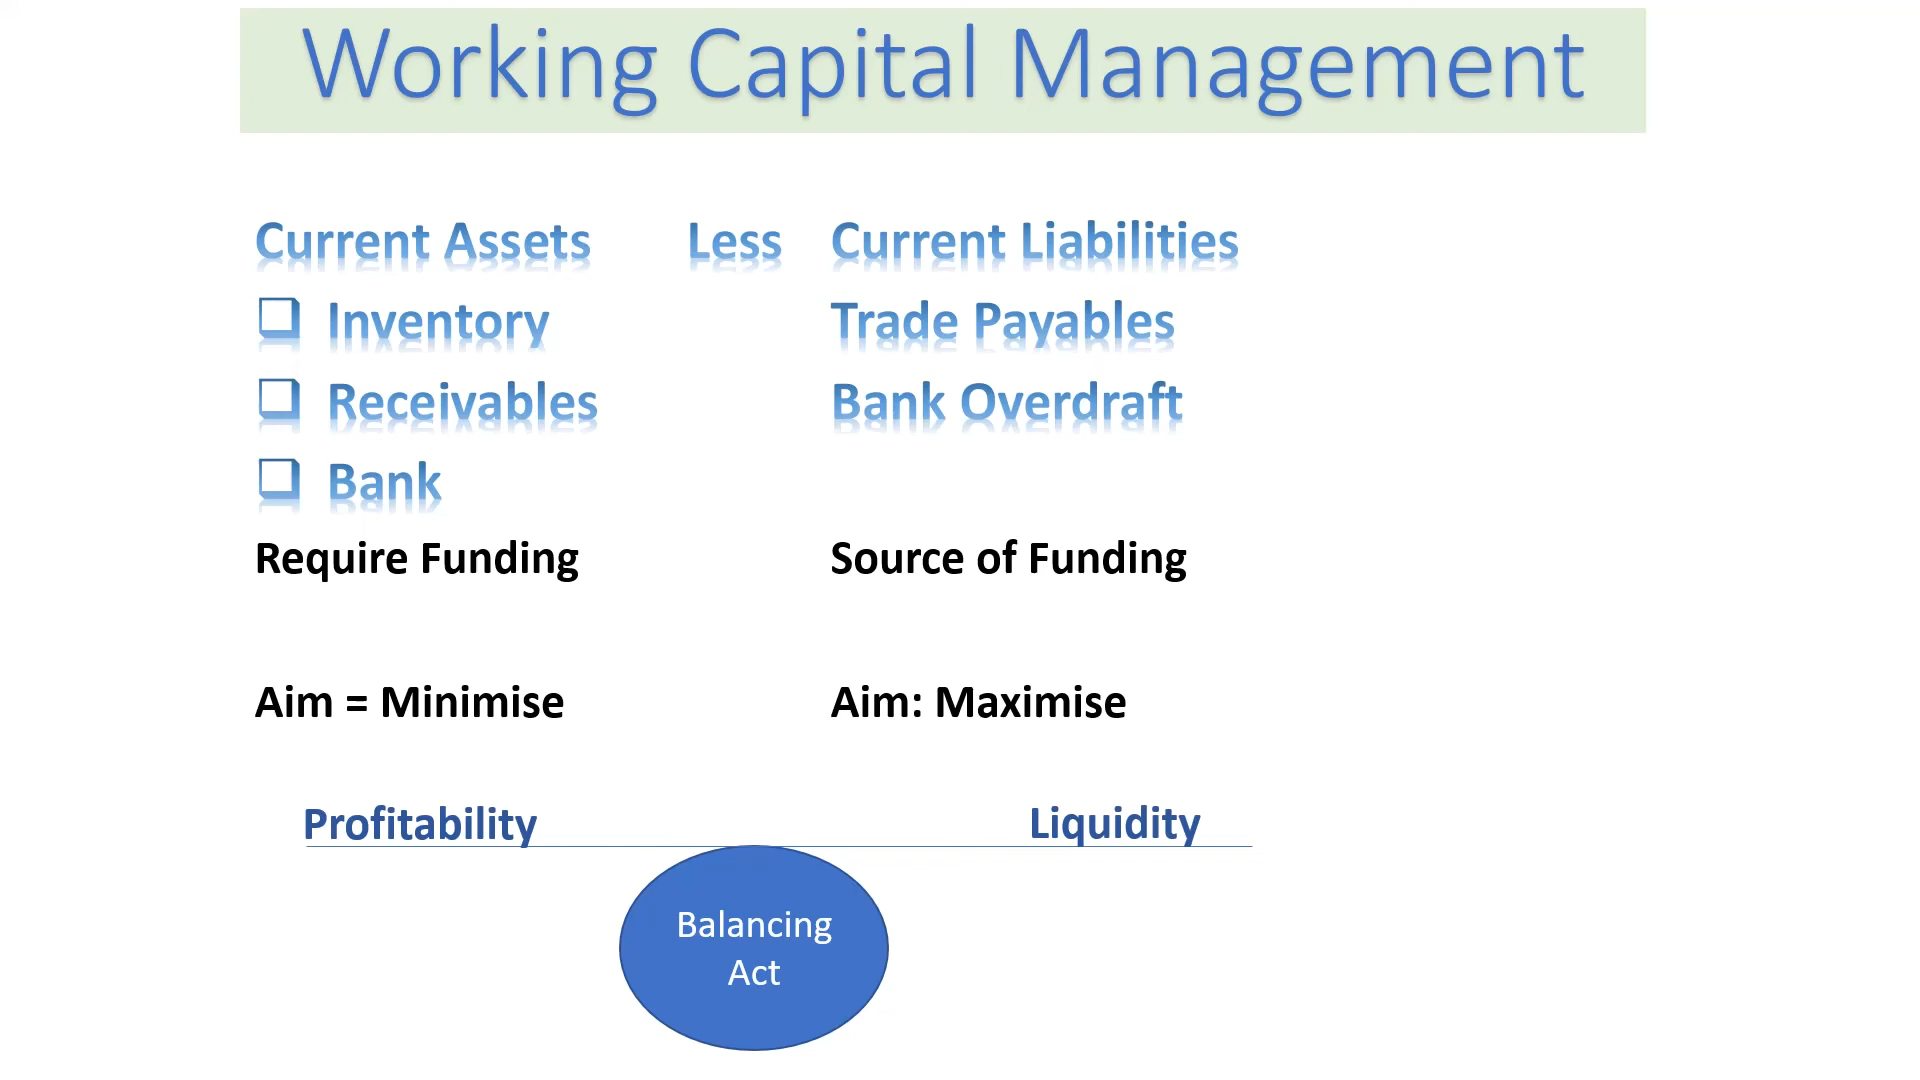 Working Capital Management
Current Assets Less Current Liabilities
❑ Inventory Trade Payables
❑ Receivables Bank Overdraft
❑ Bank
Require Funding Source of Funding
Aim = Minimise Aim: Maximise
Profitability Liquidity
Balancing
Act